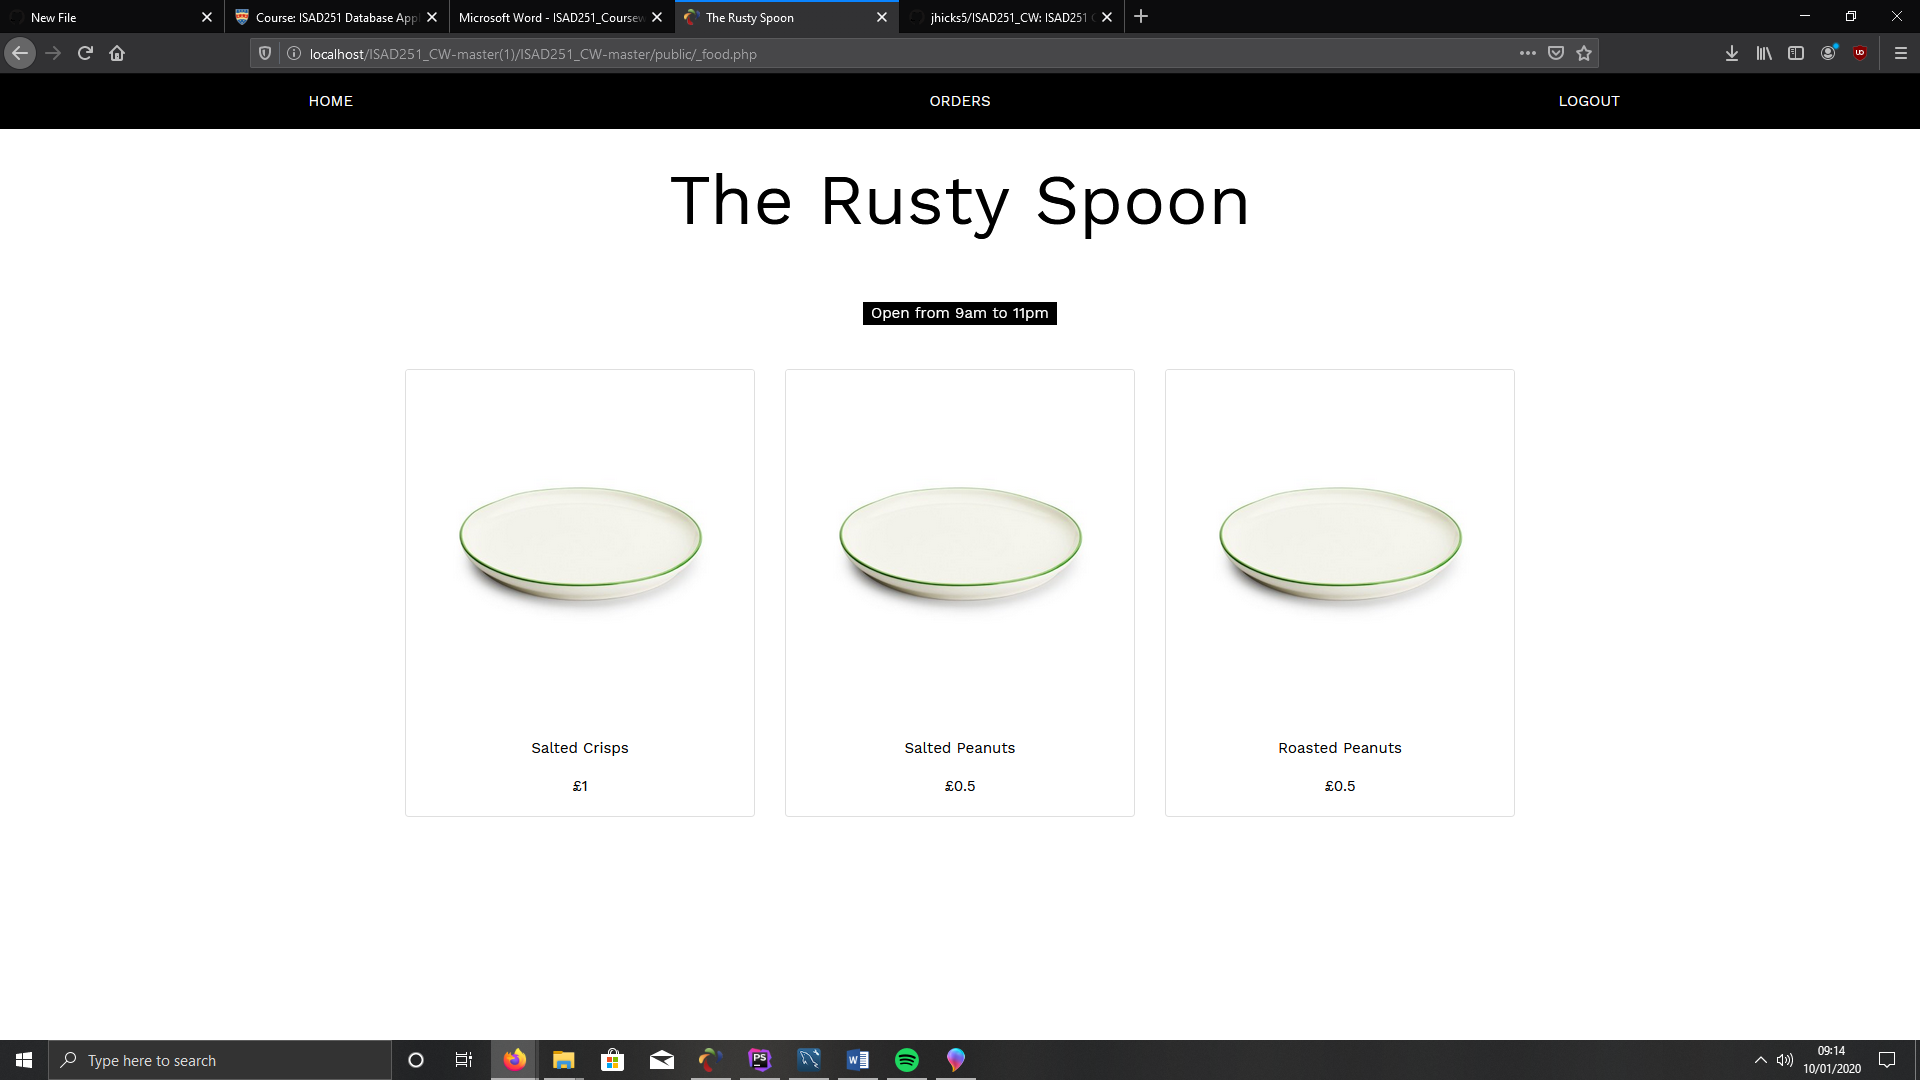 New File
Course: ISAD251 Database Appl
Microsoft Word - ISAD251_Coursew
The Rusty Spoon
jhicks5/ISAD251_CW: ISAD251 C
localhost/ISAD251_CW-master(1)/ISAD251_CW-master/public/_food.php
HOME ORDERS LOGOUT
The Rusty Spoon
Open from 9am to 11pm
Salted Crisps
£1
Salted Peanuts
£0.5
Roasted Peanuts
£0.5
Type here to search
09:14
10/01/2020